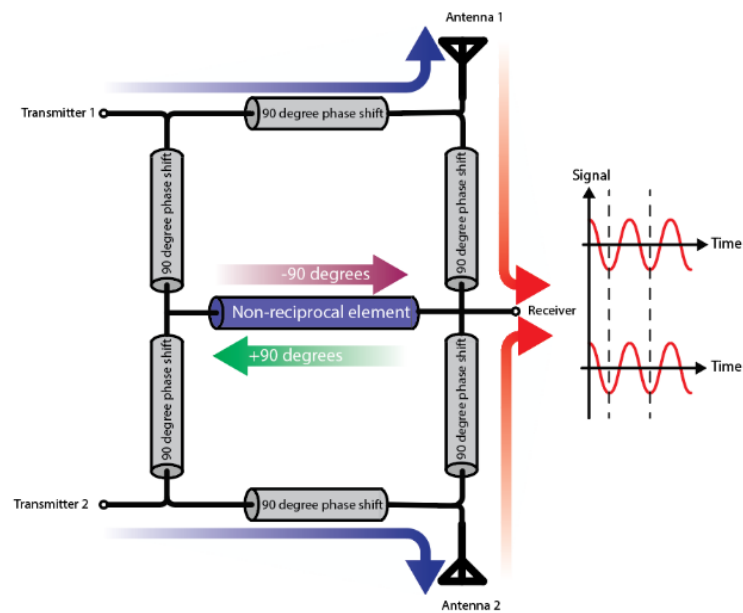 Antenna 1
Transmitter 1
90 degree phase shift
90 degree phase shift
90 degree phase shift
Signal
Time
-90 degrees
Non-reciprocal element
Receiver
+90 degrees
Time
90 degree phase shift
90 degree phase shift
Transmitter 2
90 degree phase shift
Antenna 2